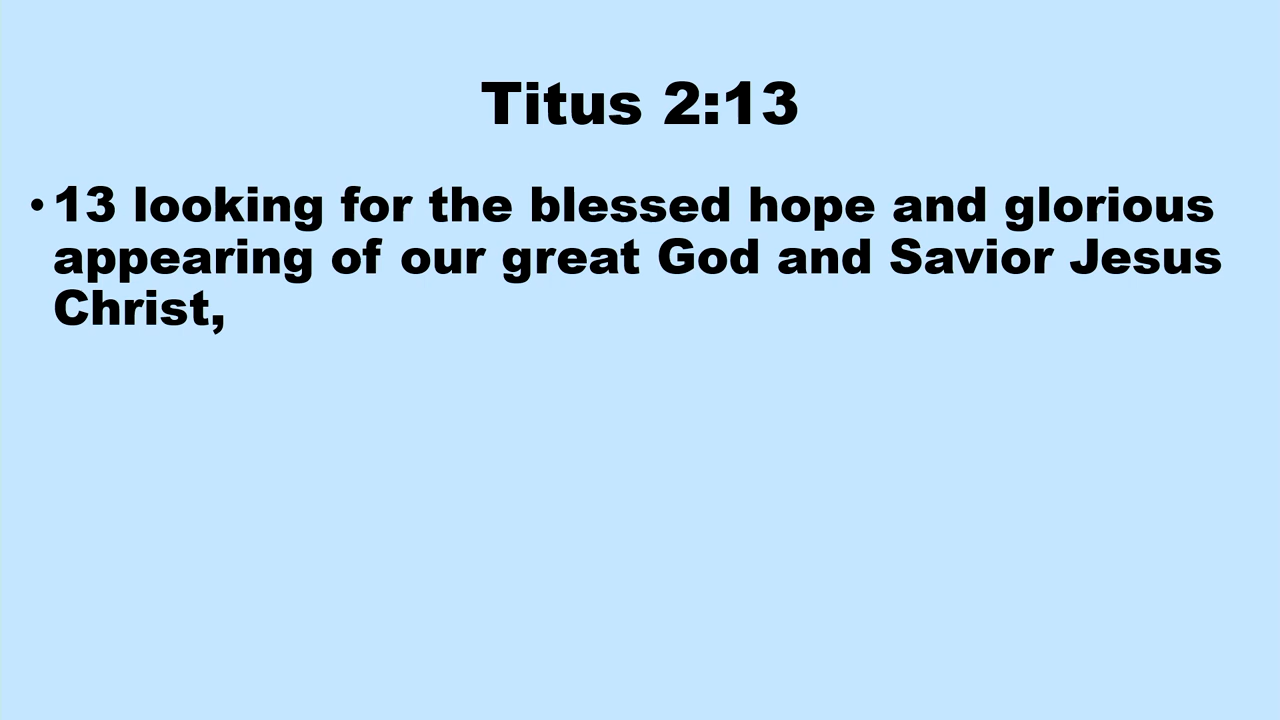 Titus 2:13
• 13 looking for the blessed hope and glorious
appearing of our great God and Savior Jesus
Christ,